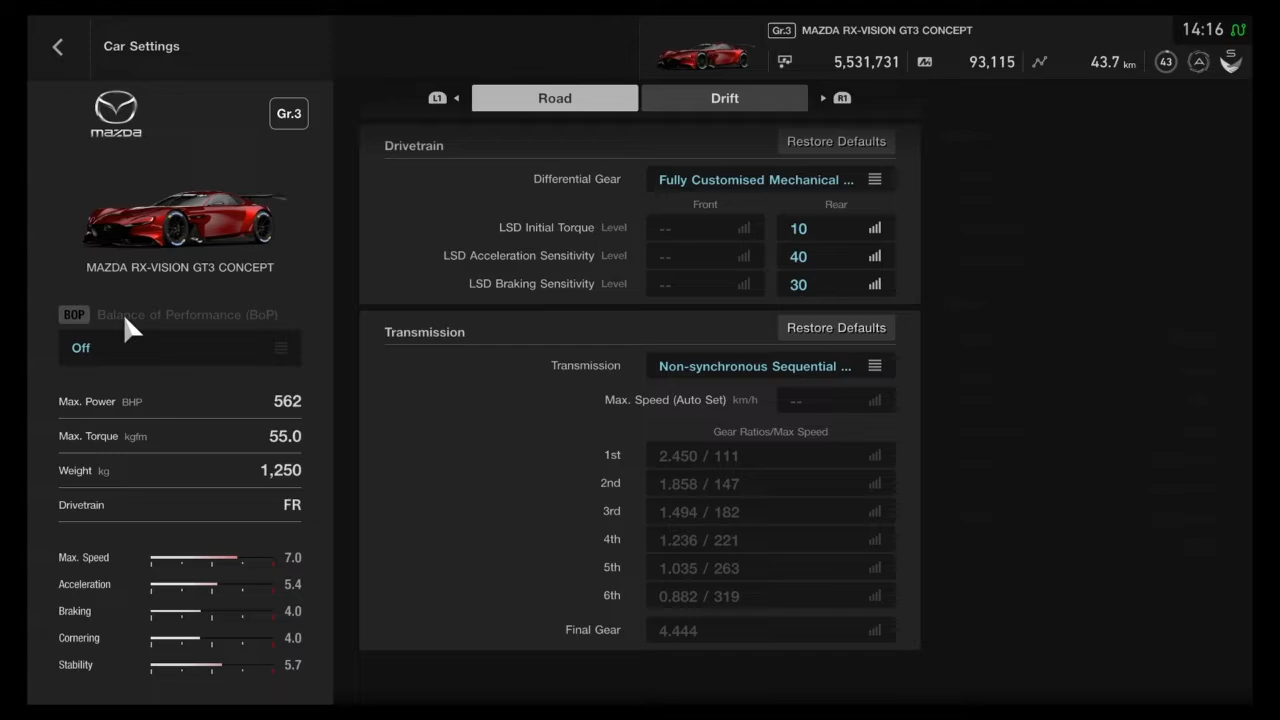 Car Settings
Gr.3 MAZDA RX-VISION GT3 CONCEPT
5,531,731 93,115 43.7 km 43 A S
14:16
mazda
Gr.3
MAZDA RX-VISION GT3 CONCEPT
BOP Balance of Performance (BoP)
Off
Max. Power BHP 562
Max. Torque kgfm 55.0
Weight kg 1,250
Drivetrain FR
Max. Speed 7.0
Acceleration 5.4
Braking 4.0
Cornering 4.0
Stability 5.7
L1 Road Drift R1
Drivetrain Restore Defaults
Differential Gear Fully Customised Mechanical ...
Front Rear
LSD Initial Torque Level -- 10
LSD Acceleration Sensitivity Level -- 40
LSD Braking Sensitivity Level -- 30
Transmission Restore Defaults
Transmission Non-synchronous Sequential ...
Max. Speed (Auto Set) km/h --
Gear Ratios/Max Speed
1st 2.450 / 111
2nd 1.858 / 147
3rd 1.494 / 182
4th 1.236 / 221
5th 1.035 / 263
6th 0.882 / 319
Final Gear 4.444